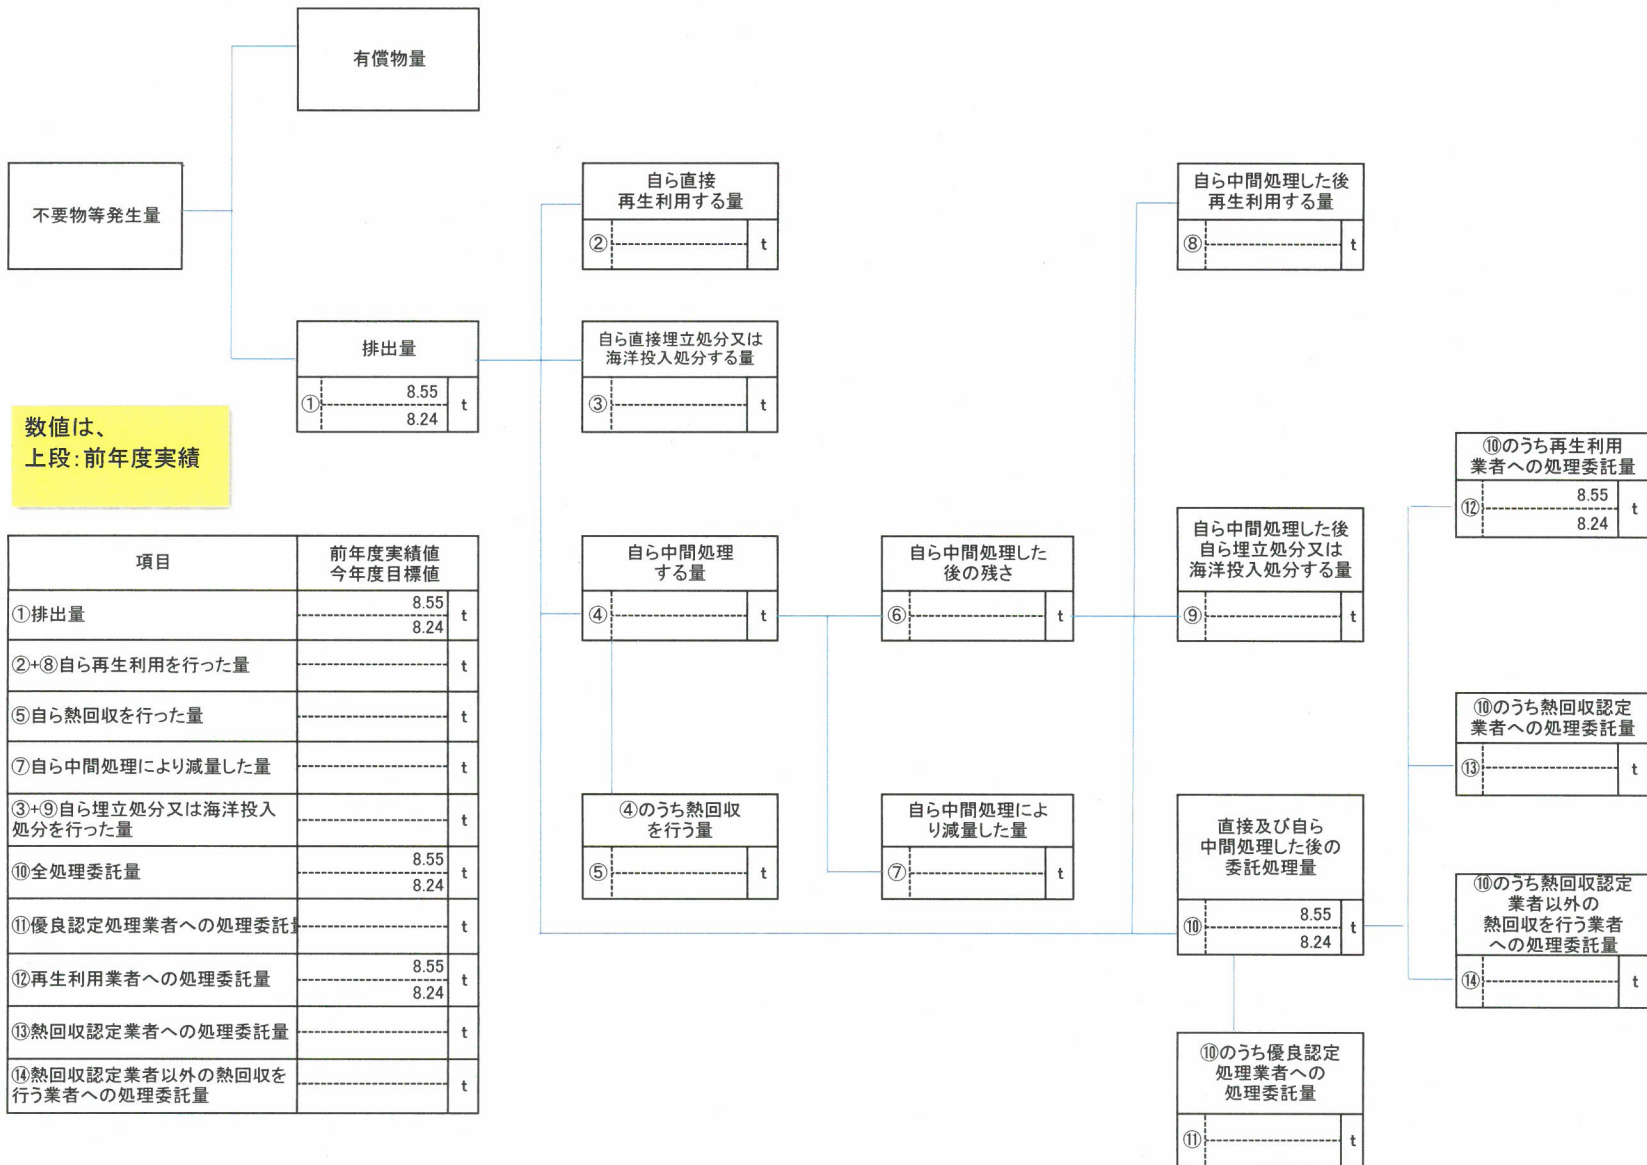 有償物量
不要物等発生量
自ら直接
再生利用する量
② t
自ら中間処理した後
再生利用する量
⑧ t
排出量
① 8.55 t
8.24
自ら直接埋立処分又は
海洋投入処分する量
③ t
数値は、
上段:前年度実績
⑩のうち再生利用
業者への処理委託量
⑫ 8.55 t
8.24
自ら中間処理
する量
④ t
自ら中間処理した
後の残さ
⑥ t
自ら中間処理した後
自ら埋立処分又は
海洋投入処分する量
⑨ t
⑩のうち熱回収認定
業者への処理委託量
⑬ t
④のうち熱回収
を行う量
⑤ t
自ら中間処理によ
り減量した量
⑦ t
直接及び自ら
中間処理した後の
委託処理量
⑩ 8.55 t
8.24
⑩のうち熱回収認定
業者以外の
熱回収を行う業者
への処理委託量
⑭ t
⑩のうち優良認定
処理業者への
処理委託量
⑪ t
項目 前年度実績値
今年度目標値
①排出量 8.55 t
8.24
②+⑧自ら再生利用を行った量 t
⑤自ら熱回収を行った量 t
⑦自ら中間処理により減量した量 t
③+⑨自ら埋立処分又は海洋投入
処分を行った量 t
⑩全処理委託量 8.55 t
8.24
⑪優良認定処理業者への処理委託 t
⑫再生利用業者への処理委託量 8.55 t
8.24
⑬熱回収認定業者への処理委託量 t
⑭熱回収認定業者以外の熱回収を
行う業者への処理委託量 t